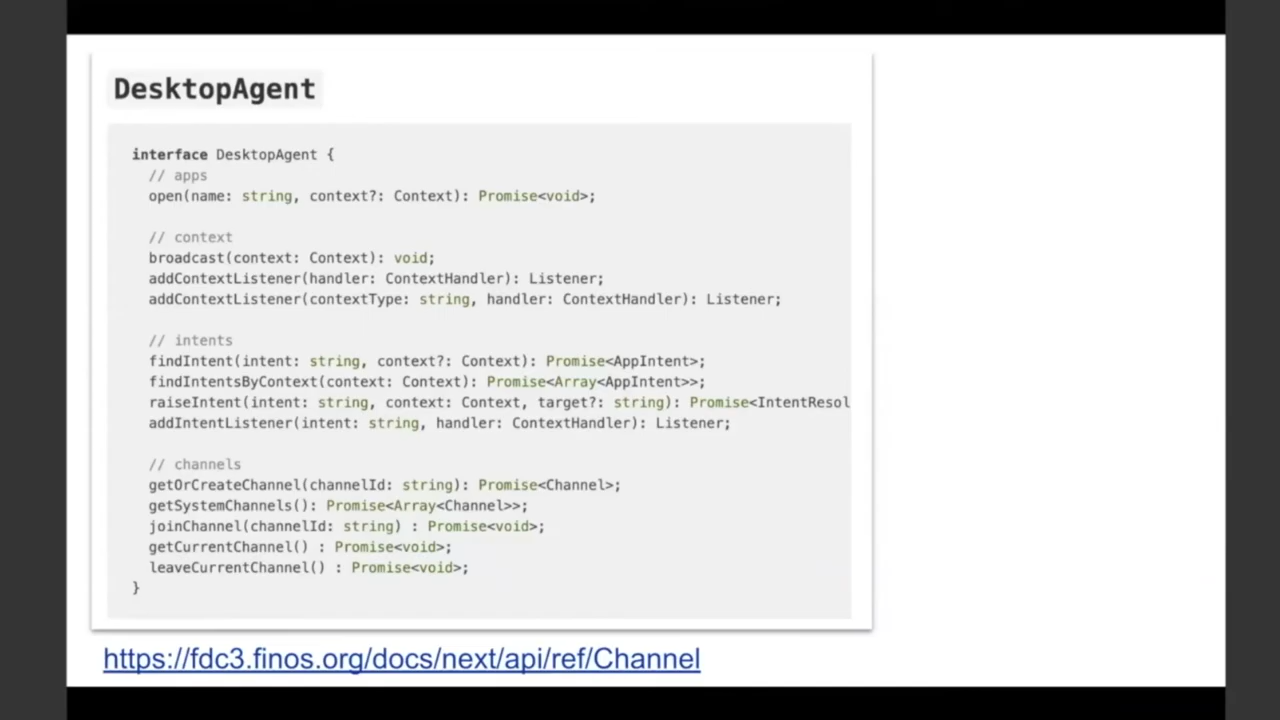 DesktopAgent
interface DesktopAgent {
// apps
open(name: string, context?: Context): Promise<void>;
// context
broadcast(context: Context): void;
addContextListener(handler: ContextHandler): Listener;
addContextListener(contextType: string, handler: ContextHandler): Listener;
// intents
findIntent(intent: string, context?: Context): Promise<AppIntent>;
findIntentsByContext(context: Context): Promise<Array<AppIntent>>;
raiseIntent(intent: string, context: Context, target?: string): Promise<IntentResol
addIntentListener(intent: string, handler: ContextHandler): Listener;
// channels
getOrCreateChannel(channelId: string): Promise<Channel>;
getSystemChannels(): Promise<Array<Channel>>;
joinChannel(channelId: string) : Promise<void>;
getCurrentChannel() : Promise<void>;
leaveCurrentChannel() : Promise<void>;
}
https://fdc3.finos.org/docs/next/api/ref/Channel